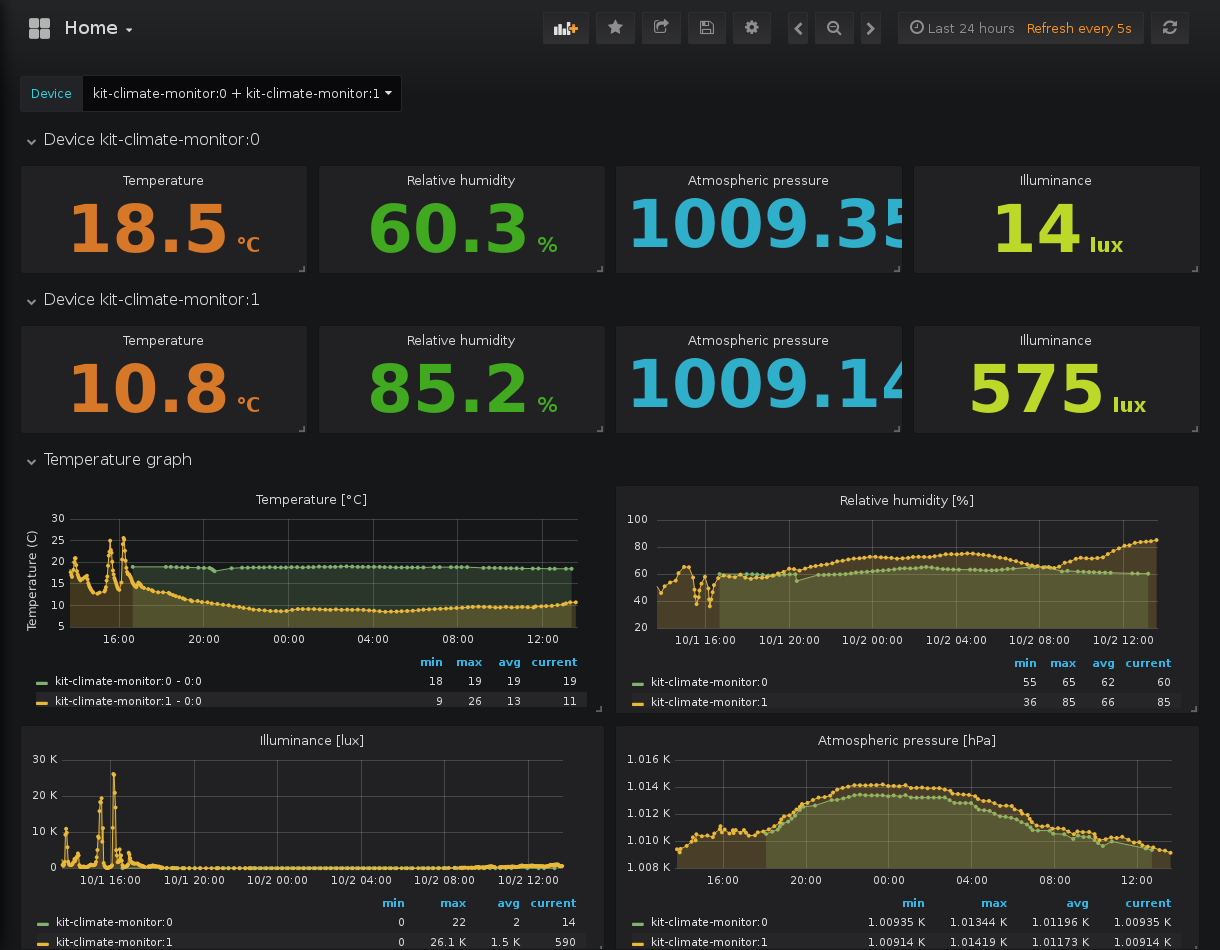 Home
Last 24 hours Refresh every 5s
Device kit-climate-monitor:0 + kit-climate-monitor:1
Device kit-climate-monitor:0
Temperature Relative humidity Atmospheric pressure Illuminance
18.5 °C 60.3 % 1009.35 14 lux
Device kit-climate-monitor:1
Temperature Relative humidity Atmospheric pressure Illuminance
10.8 °C 85.2 % 1009.14 575 lux
Temperature graph
Temperature [°C]
Temperature (C)
30
25
20
15
10
5
16:00 20:00 00:00 04:00 08:00 12:00
min max avg current
kit-climate-monitor:0 - 0:0 18 19 19 19
kit-climate-monitor:1 - 0:0 9 26 13 11
Relative humidity [%]
100
80
60
40
20
10/1 16:00 10/1 20:00 10/2 00:00 10/2 04:00 10/2 08:00 10/2 12:00
min max avg current
kit-climate-monitor:0 55 65 62 60
kit-climate-monitor:1 36 85 66 85
Illuminance [lux]
30 K
20 K
10 K
0
10/1 16:00 10/1 20:00 10/2 00:00 10/2 04:00 10/2 08:00 10/2 12:00
min max avg current
kit-climate-monitor:0 0 22 2 14
kit-climate-monitor:1 0 26.1 K 1.5 K 590
Atmospheric pressure [hPa]
1.016 K
1.014 K
1.012 K
1.010 K
1.008 K
16:00 20:00 00:00 04:00 08:00 12:00
min max avg current
kit-climate-monitor:0 1.00935 K 1.01344 K 1.01196 K 1.00935 K
kit-climate-monitor:1 1.00914 K 1.01419 K 1.01173 K 1.00914 K